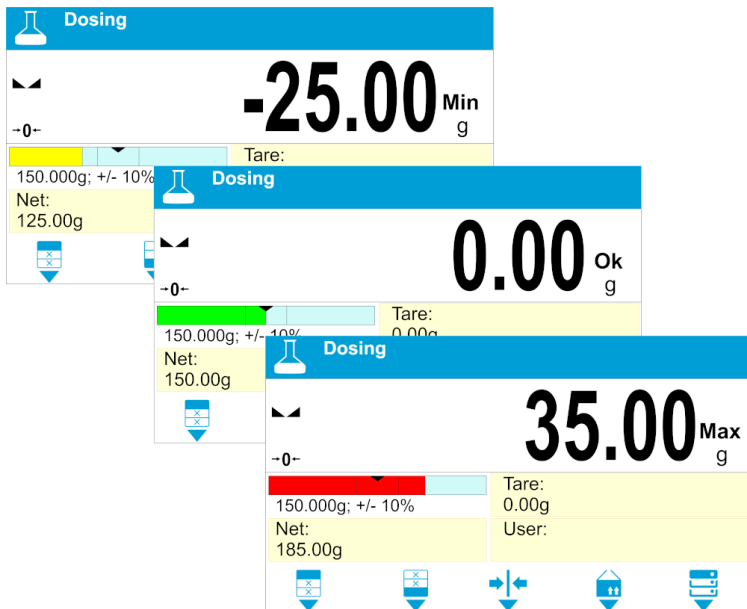 Dosing
-25.00 Min
g
→0←
Tare:
150.000g; +/- 10%
Net:
125.00g
Dosing
0.00 Ok
g
→0←
Tare:
150.000g; +/- 10%
0.00g
Net:
150.00g
Dosing
35.00 Max
g
→0←
Tare:
150.000g; +/- 10%
0.00g
Net:
User:
185.00g